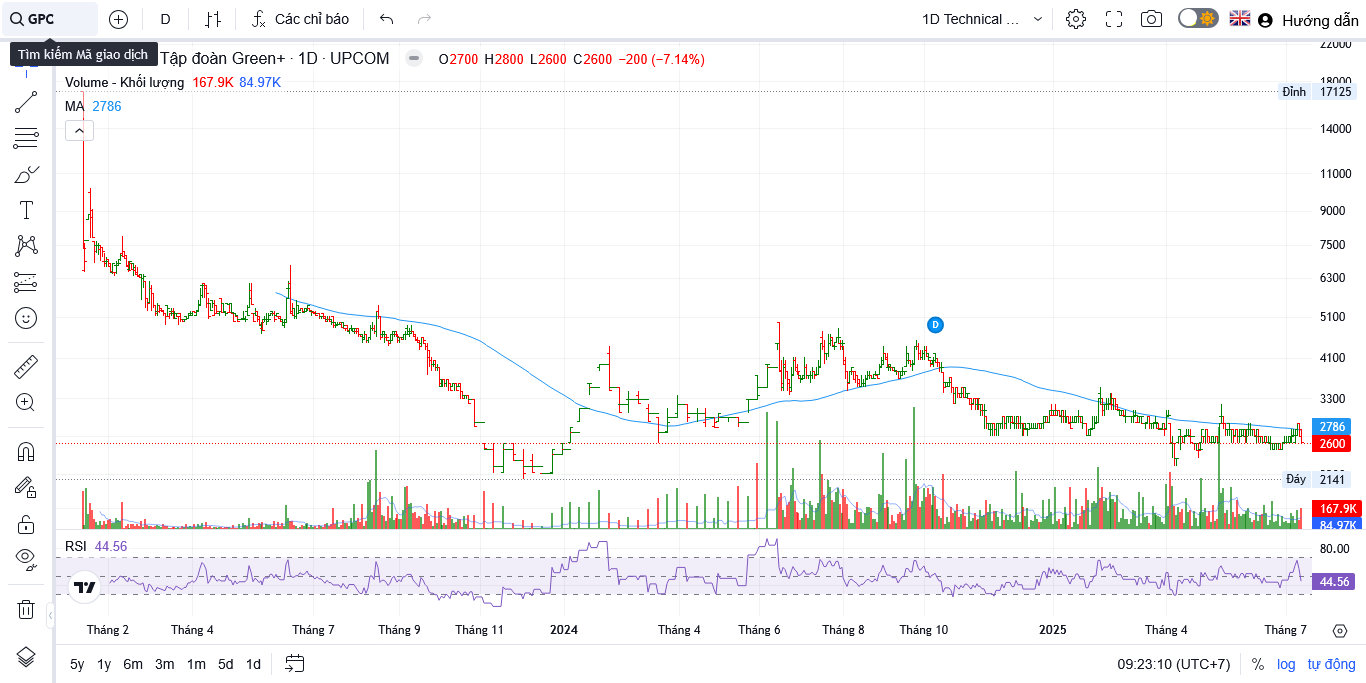 GPC D Các chỉ báo 1D Technical ... Hướng dẫn
Tìm kiếm Mã giao dịch
Tập đoàn Green+ · 1D · UPCOM O2700 H2800 L2600 C2600 −200 (−7.14%)
Volume - Khối lượng 167.9K 84.97K
MA 2786
22000
18000
Đỉnh 17125
14000
11000
9000
7500
6300
5100
D
4100
3300
2786
2600
Đáy 2141
167.9K
84.97K
RSI 44.56
80.00
44.56
Tháng 2 Tháng 4 Tháng 7 Tháng 9 Tháng 11 2024 Tháng 4 Tháng 6 Tháng 8 Tháng 10 2025 Tháng 4 Tháng 7
5y 1y 6m 3m 1m 5d 1d 09:23:10 (UTC+7) % log tự động